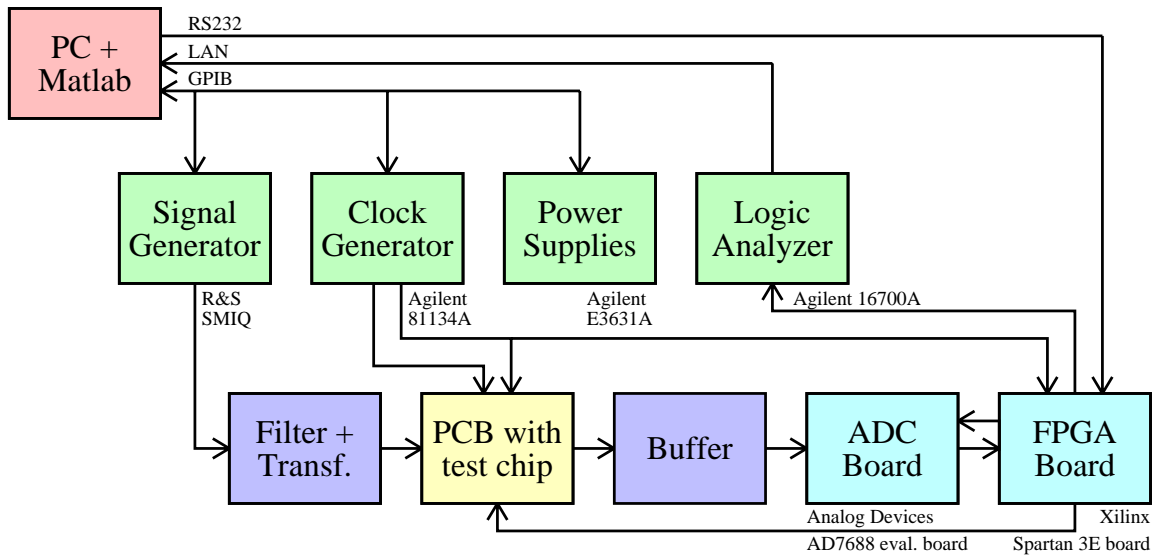 RS232
PC +
Matlab
LAN
GPIB
Signal
Generator
Clock
Generator
Power
Supplies
Logic
Analyzer
R&S
SMIQ
Agilent
81134A
Agilent
E3631A
Agilent 16700A
Filter +
Transf.
PCB with
test chip
Buffer
ADC
Board
FPGA
Board
Analog Devices
AD7688 eval. board
Xilinx
Spartan 3E board